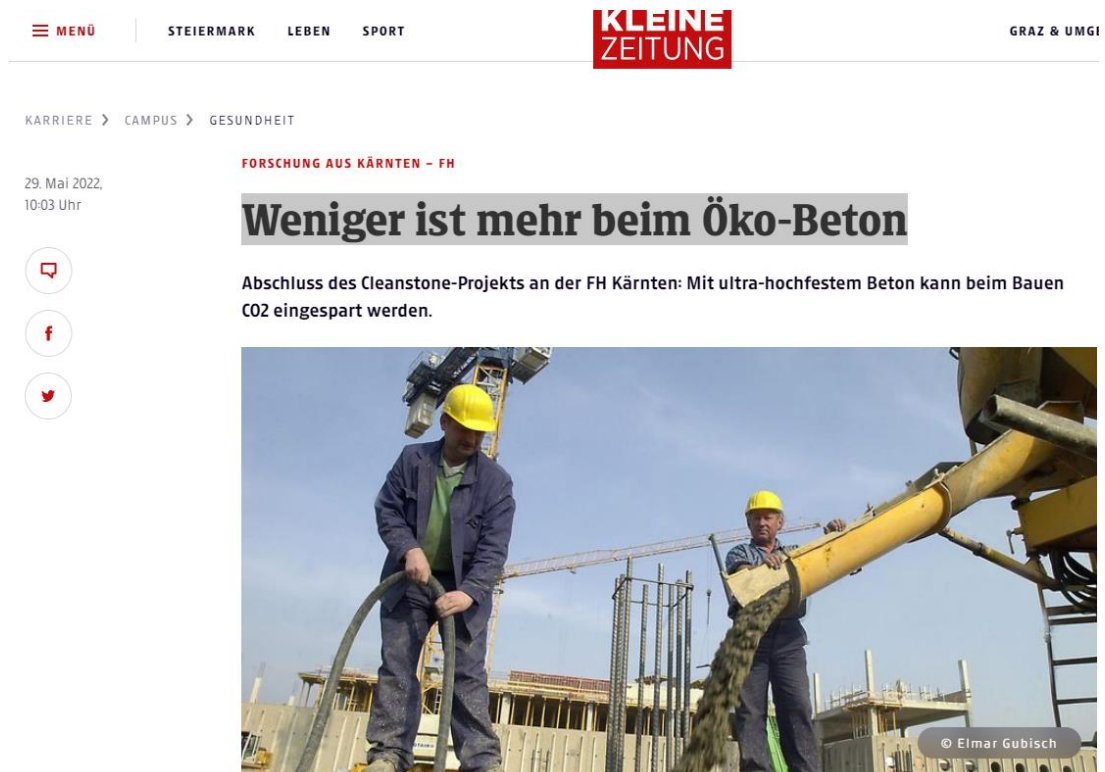 MENÜ
STEIERMARK
LEBEN
SPORT
KLEINE
ZEITUNG
GRAZ & UMGE
KARRIERE > CAMPUS > GESUNDHEIT
29. Mai 2022,
10:03 Uhr
FORSCHUNG AUS KÄRNTEN – FH
Weniger ist mehr beim Öko-Beton
Abschluss des Cleanstone-Projekts an der FH Kärnten: Mit ultra-hochfestem Beton kann beim Bauen
CO2 eingespart werden.
© Elmar Gubisch